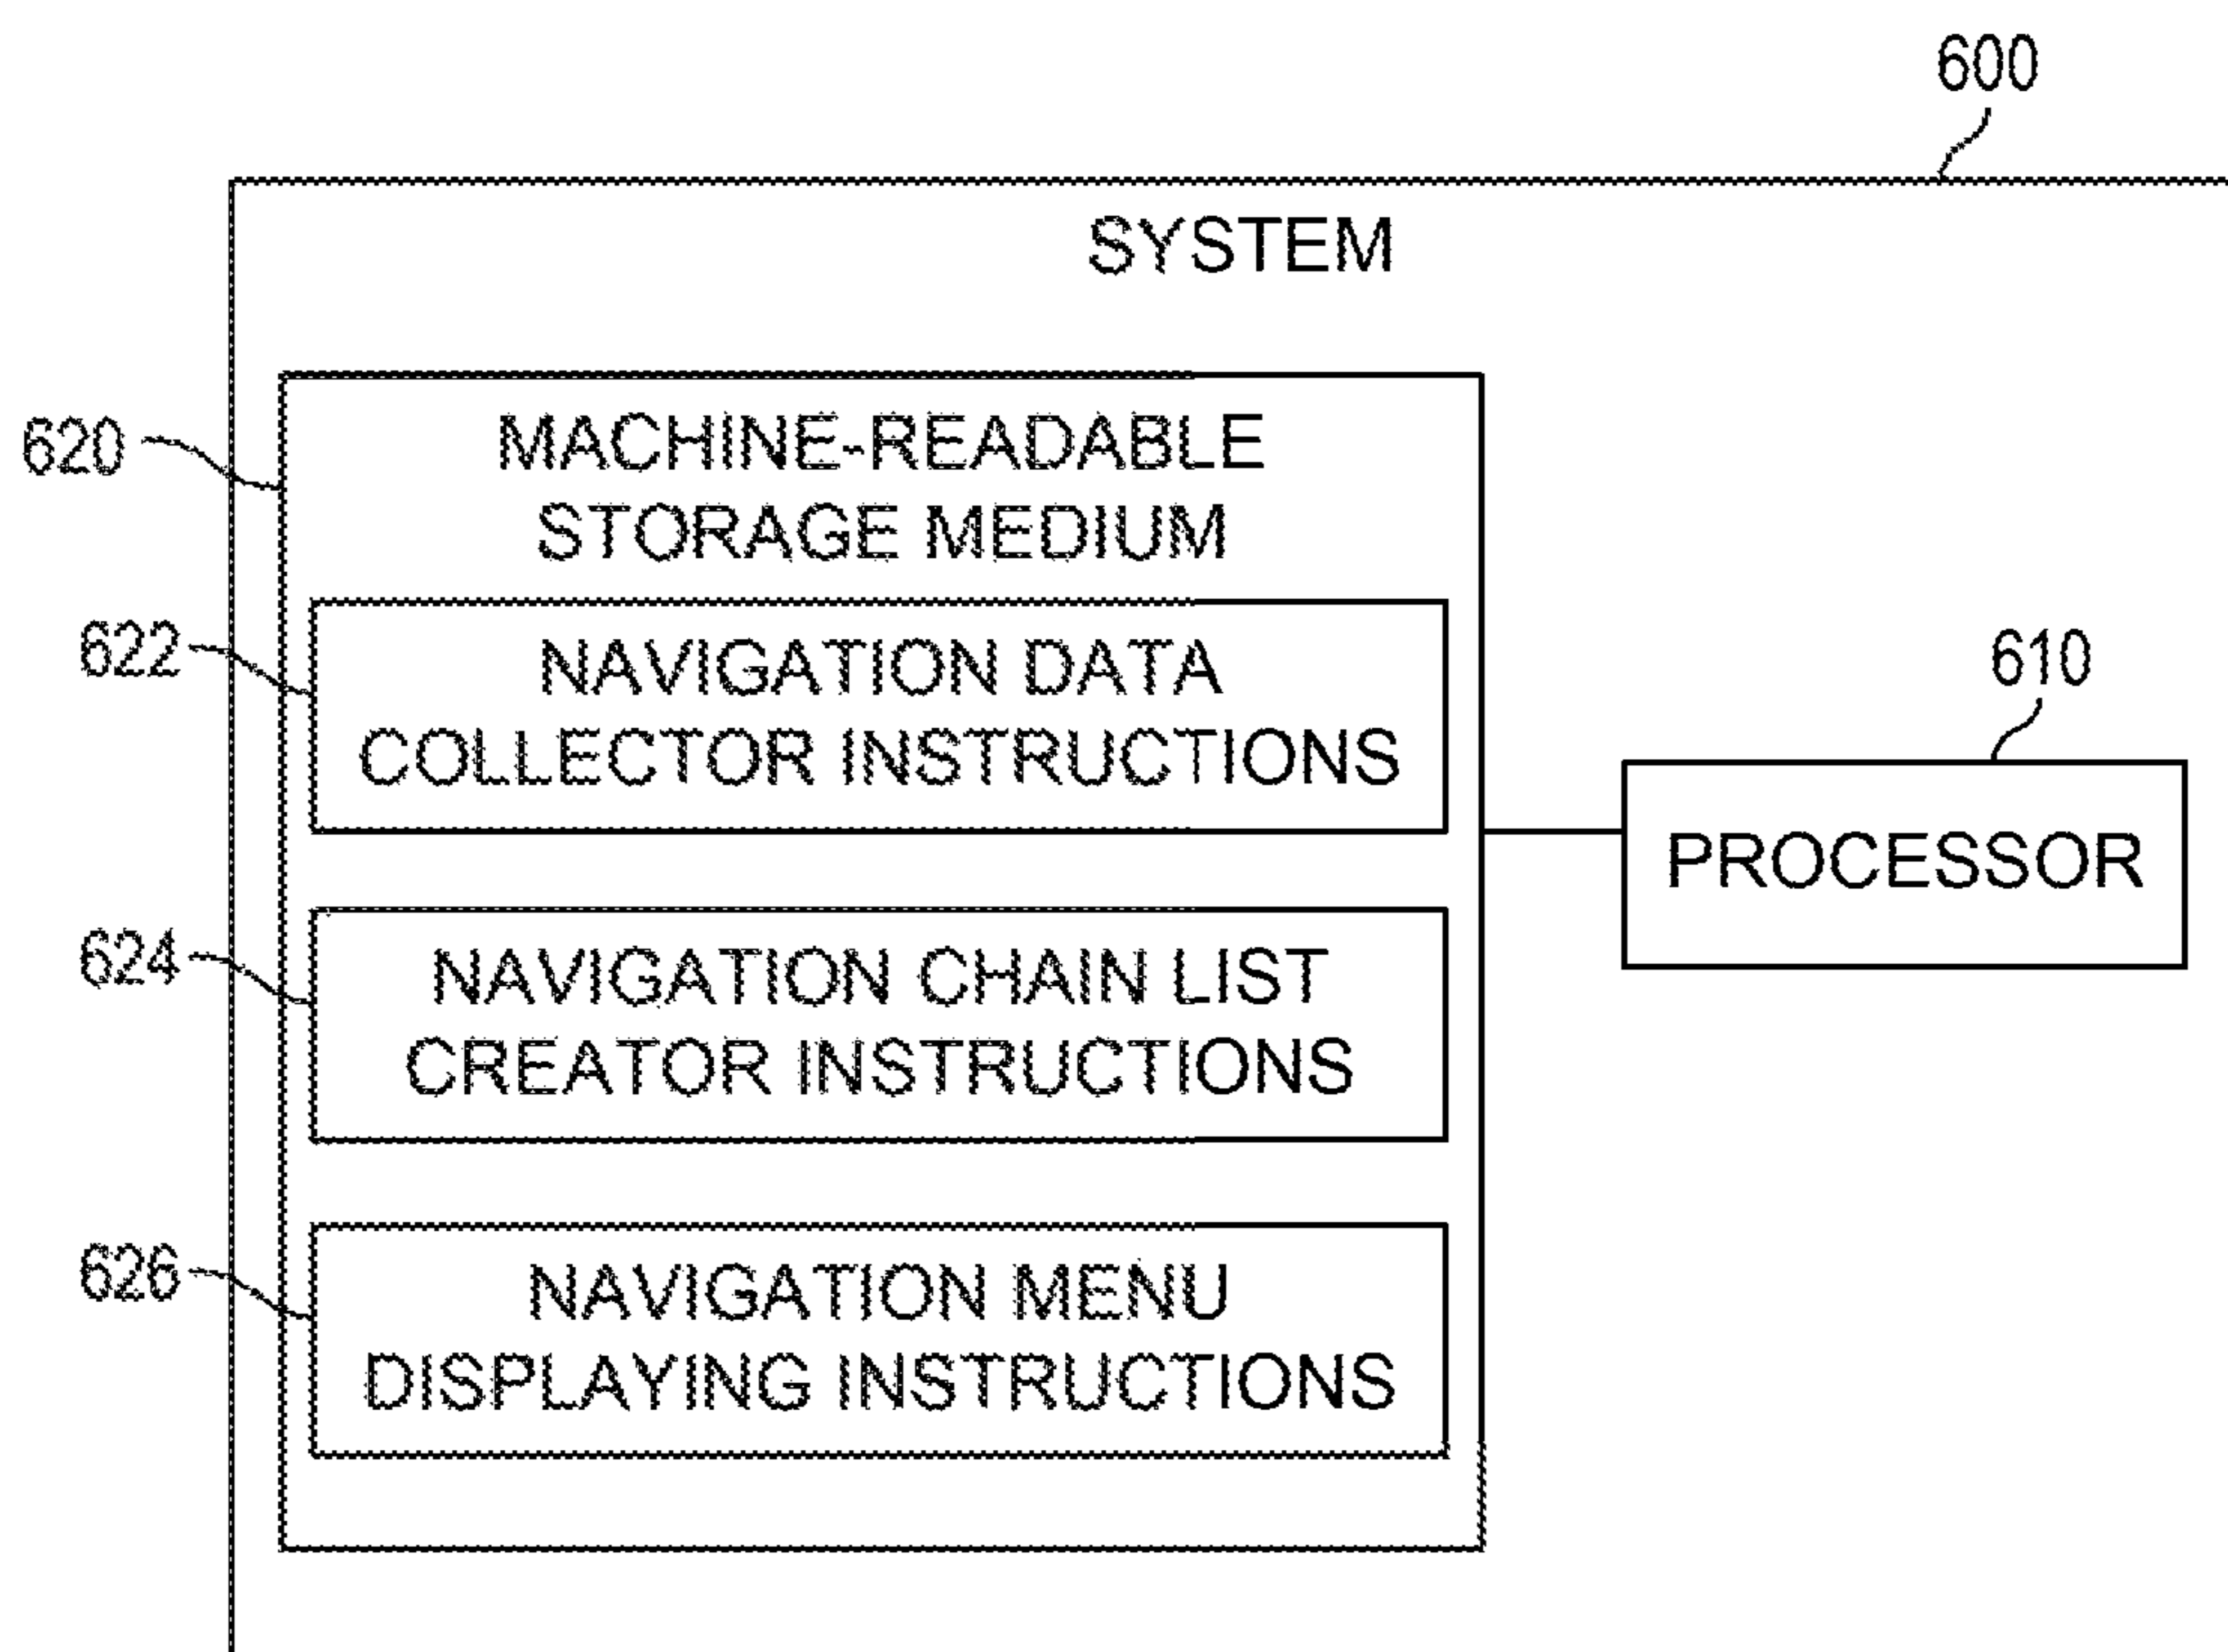 600
SYSTEM
620
MACHINE-READABLE
STORAGE MEDIUM
622
NAVIGATION DATA
COLLECTOR INSTRUCTIONS
610
PROCESSOR
624
NAVIGATION CHAIN LIST
CREATOR INSTRUCTIONS
626
NAVIGATION MENU
DISPLAYING INSTRUCTIONS